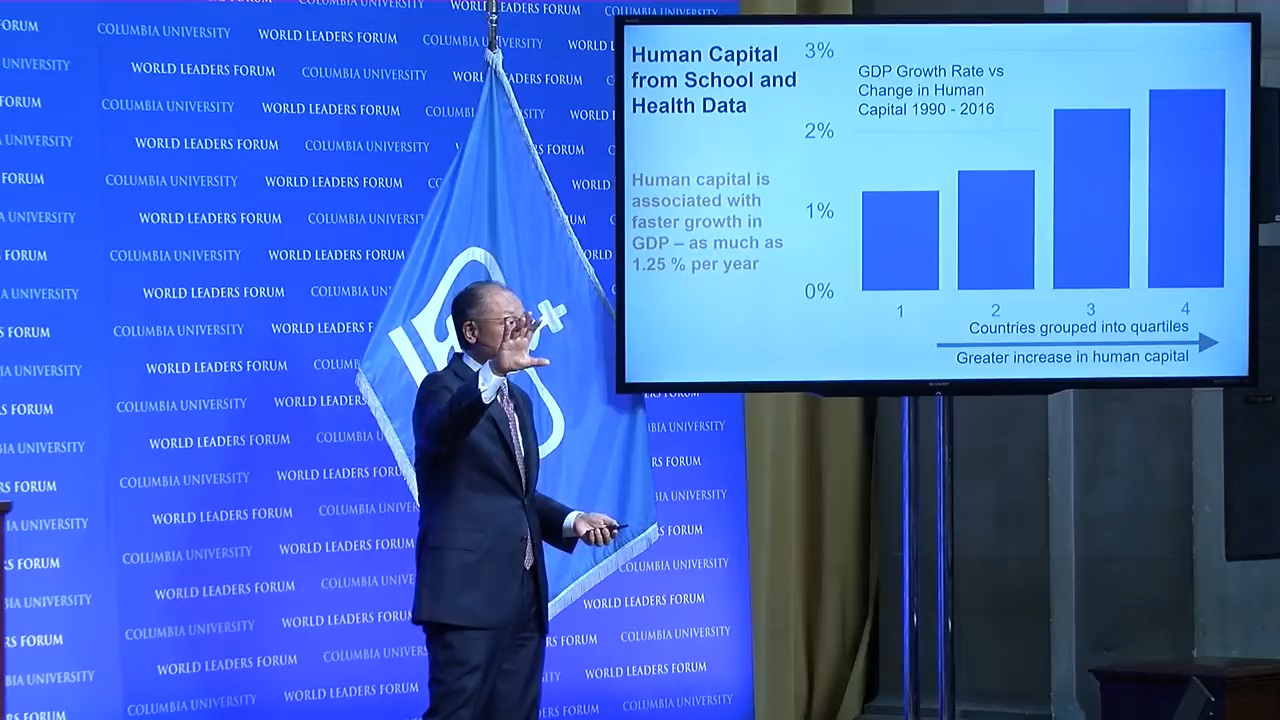 COLUMBIA UNIVERSITY
WORLD LEADERS FORUM
Human Capital
from School and
Health Data
Human capital is
associated with
faster growth in
GDP – as much as
1.25 % per year
GDP Growth Rate vs
Change in Human
Capital 1990 - 2016
3%
2%
1%
0%
1 2 3 4
Countries grouped into quartiles
Greater increase in human capital
SHARP